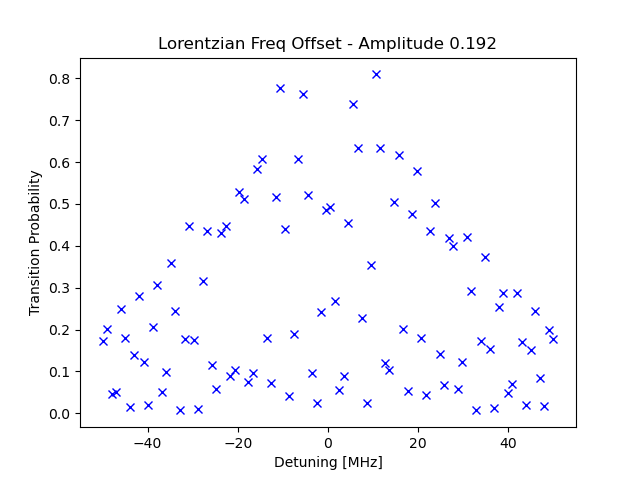 Lorentzian Freq Offset - Amplitude 0.192
Transition Probability
0.8
0.7
0.6
0.5
0.4
0.3
0.2
0.1
0.0
−40 −20 0 20 40
Detuning [MHz]